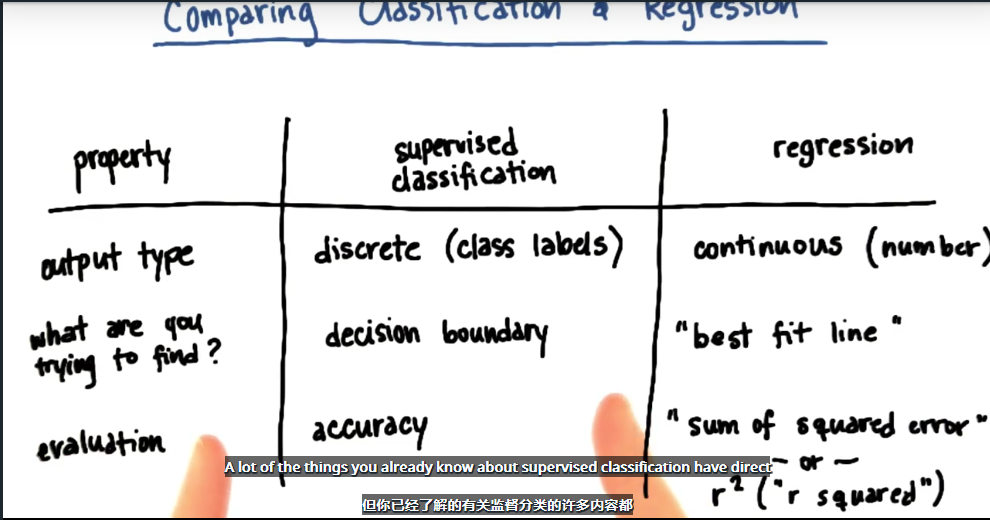 Comparing Classification & Regression
property
supervised
classification
regression
output type
discrete (class labels)
continuous (number)
what are you
trying to find?
decision boundary
"best fit line"
evaluation
accuracy
"sum of squared error"
- or -
r² ("r squared")
A lot of the things you already know about supervised classification have direct
但你已经了解的有关监督分类的许多内容都